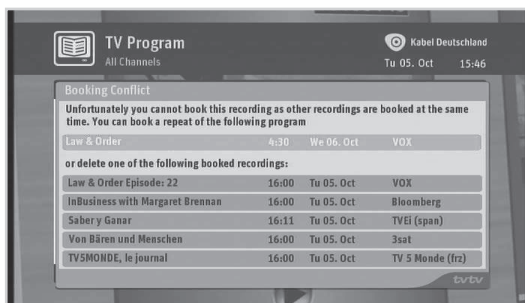 TV Program
All Channels
Kabel Deutschland
Tu 05. Oct 15:46
Booking Conflict
Unfortunately you cannot book this recording as other recordings are booked at the same
time. You can book a repeat of the following program
Law & Order 4:30 We 06. Oct VOX
or delete one of the following booked recordings:
Law & Order Episode: 22 16:00 Tu 05. Oct VOX
InBusiness with Margaret Brennan 16:00 Tu 05. Oct Bloomberg
Saber y Ganar 16:11 Tu 05. Oct TVEi (span)
Von Bären und Menschen 16:00 Tu 05. Oct 3sat
TV5MONDE, le journal 16:00 Tu 05. Oct TV 5 Monde (frz)
tvtv